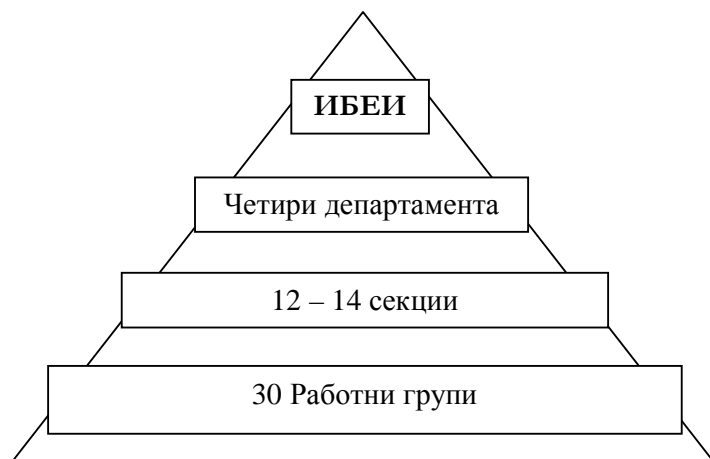 ИБЕИ
Четири департамента
12 – 14 секции
30 Работни групи